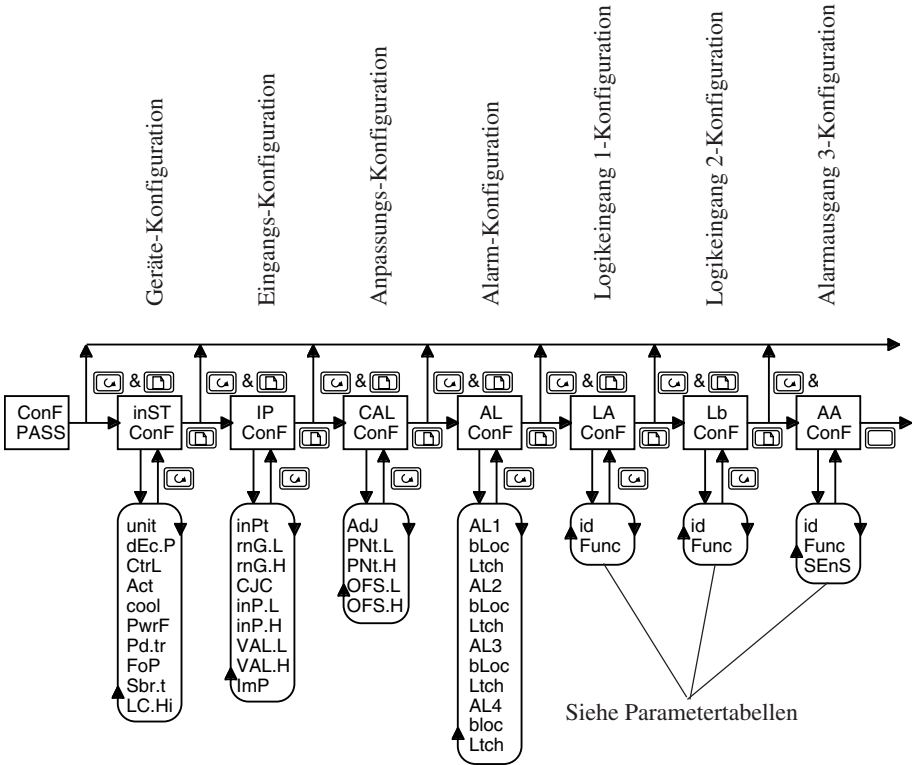 Geräte-Konfiguration
Eingangs-Konfiguration
Anpassungs-Konfiguration
Alarm-Konfiguration
Logikeingang 1-Konfiguration
Logikeingang 2-Konfiguration
Alarmausgang 3-Konfiguration
& & & & & & &
ConF
PASS
inST
ConF
IP
ConF
CAL
ConF
AL
ConF
LA
ConF
Lb
ConF
AA
ConF
unit
dEc.P
CtrL
Act
cool
PwrF
Pd.tr
FoP
Sbr.t
LC.Hi
inPt
rnG.L
rnG.H
CJC
inP.L
inP.H
VAL.L
VAL.H
ImP
AdJ
PNt.L
PNt.H
OFS.L
OFS.H
AL1
bLoc
Ltch
AL2
bLoc
Ltch
AL3
bLoc
Ltch
AL4
bloc
Ltch
id
Func
id
Func
id
Func
SEnS
Siehe Parametertabellen